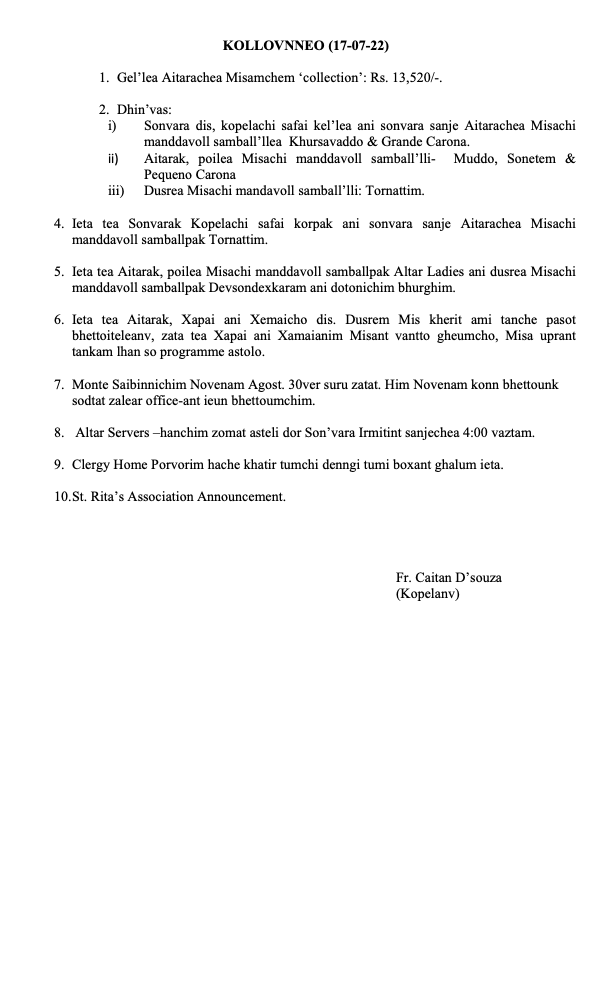 KOLLOVNNEO (17-07-22)
1. Gel'lea Aitarachea Misamchem 'collection': Rs. 13,520/-.
2. Dhin'vas:
i) Sonvara dis, kopelachi safai kel'lea ani sonvara sanje Aitarachea Misachi
manddavoll samball'llea Khursavaddo & Grande Carona.
ii) Aitarak, poilea Misachi manddavoll samball'lli- Muddo, Sonetem &
Pequeno Carona
iii) Dusrea Misachi mandavoll samball'lli: Tornattim.
4. Ieta tea Sonvarak Kopelachi safai korpak ani sonvara sanje Aitarachea Misachi
manddavoll samballpak Tornattim.
5. Ieta tea Aitarak, poilea Misachi manddavoll samballpak Altar Ladies ani dusrea Misachi
manddavoll samballpak Devsondexkaram ani dotonichim bhurghim.
6. Ieta tea Aitarak, Xapai ani Xemaicho dis. Dusrem Mis kherit ami tanche pasot
bhettoiteleanv, zata tea Xapai ani Xamaianim Misant vantto gheumcho, Misa uprant
tankam lhan so programme astolo.
7. Monte Saibinnichim Novenam Agost. 30ver suru zatat. Him Novenam konn bhettounk
sodtat zalear office-ant ieun bhettoumchim.
8. Altar Servers –hanchim zomat asteli dor Son'vara Irmitint sanjechea 4:00 vaztam.
9. Clergy Home Porvorim hache khatir tumchi denngi tumi boxant ghalum ieta.
10.St. Rita's Association Announcement.
Fr. Caitan D'souza
(Kopelanv)